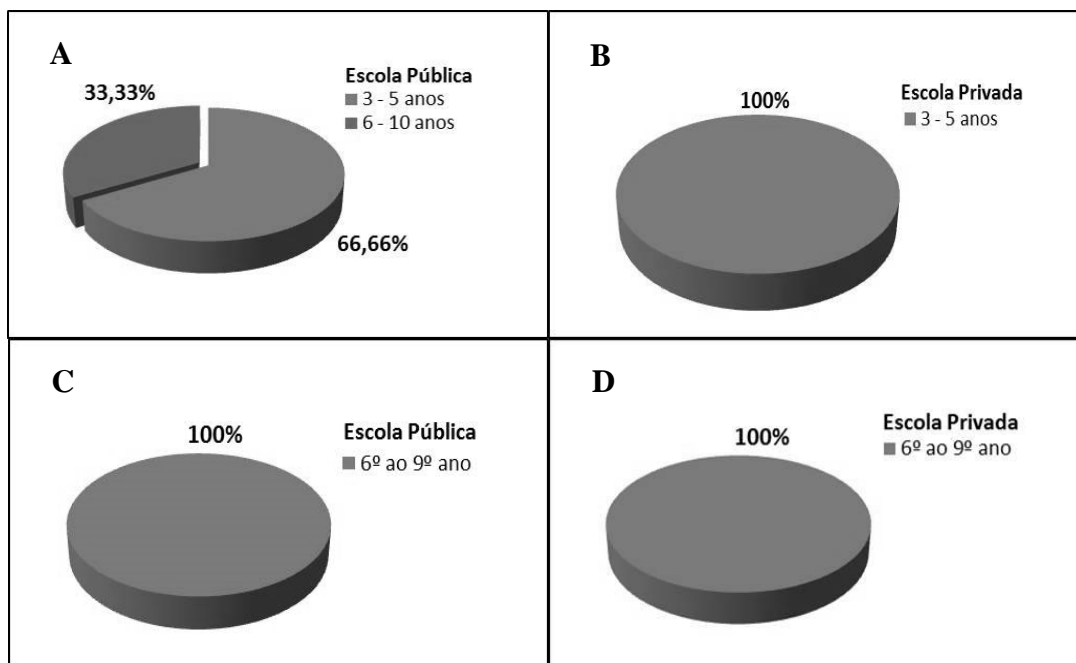 A
Escola Pública
33,33%
3 - 5 anos
6 - 10 anos
66,66%
B
Escola Privada
100%
3 - 5 anos
C
Escola Pública
100%
6º ao 9º ano
D
Escola Privada
100%
6º ao 9º ano